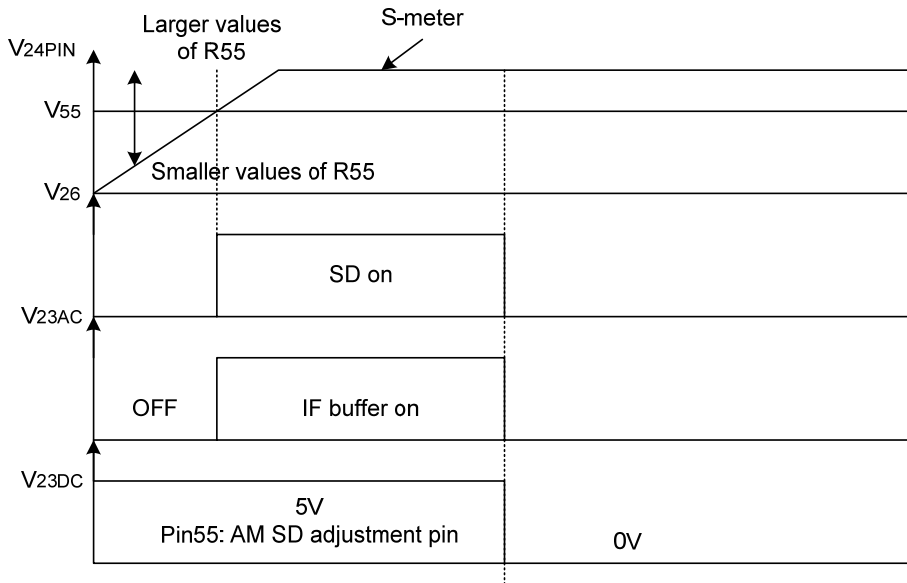 S-meter
Larger values
of R55
V24PIN
V55
Smaller values of R55
V26
SD on
V23AC
OFF
IF buffer on
V23DC
5V
Pin55: AM SD adjustment pin
0V